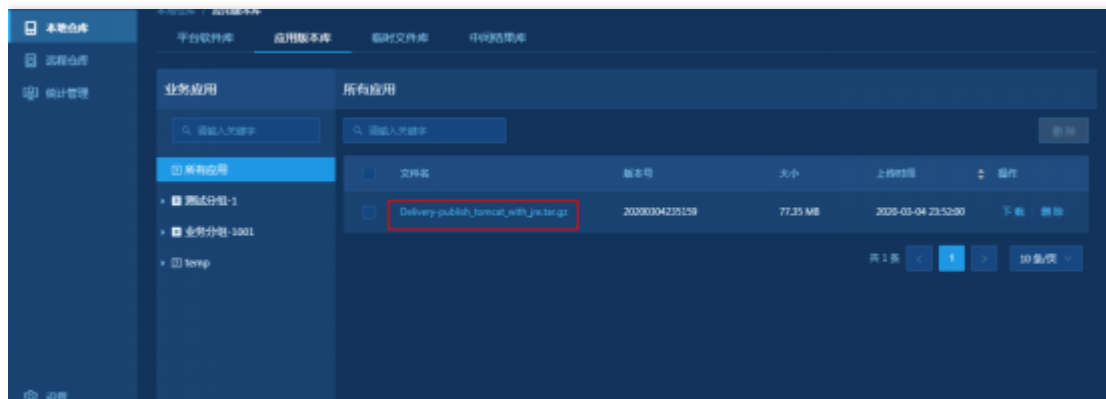 本地仓库
远程仓库
统计管理
平台软件库 应用版本库 临时文件库 中间结果库
业务应用
请输入关键字
所有应用
测试分组-1
业务分组-1001
temp
所有应用
请输入关键字
删除
文件名 版本号 大小 上传时间 操作
Delivery-publish_tomcat_with_jre.tar.gz 20200304235159 77.35 MB 2020-03-04 23:52:00 下载 删除
共 1 条 < 1 > 10 条/页